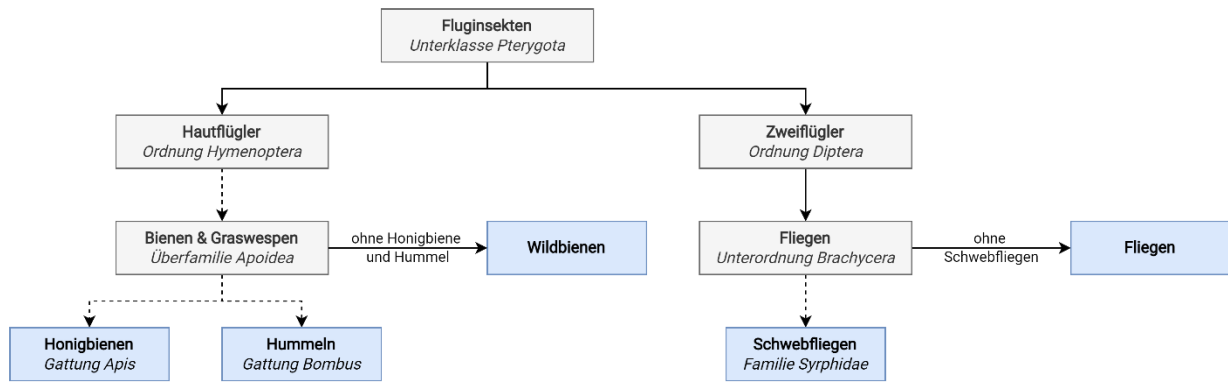 Fluginsekten
Unterklasse Pterygota
Hautflügler
Ordnung Hymenoptera
Zweiflügler
Ordnung Diptera
Bienen & Graswespen
Überfamilie Apoidea
ohne Honigbiene
und Hummel
Wildbienen
Fliegen
Unterordnung Brachycera
ohne
Schwebfliegen
Fliegen
Honigbienen
Gattung Apis
Hummeln
Gattung Bombus
Schwebfliegen
Familie Syrphidae